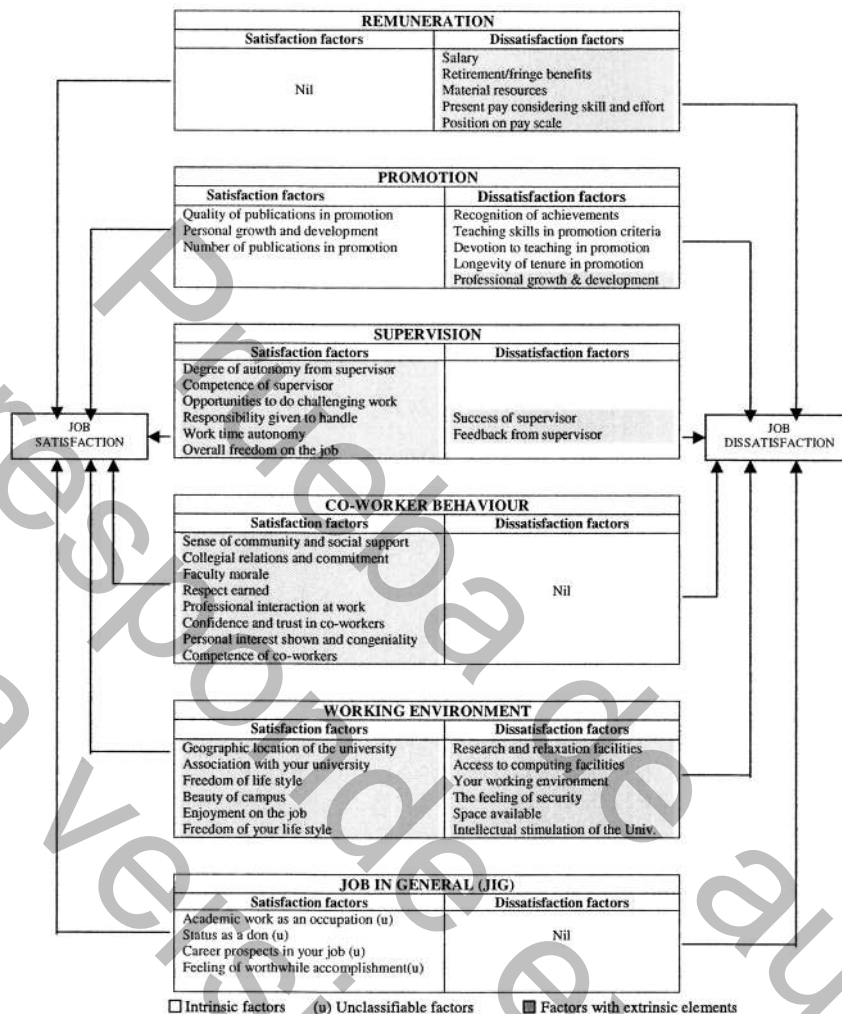 REMUNERATION
Satisfaction factors Dissatisfaction factors
Nil
Salary
Retirement/fringe benefits
Material resources
Present pay considering skill and effort
Position on pay scale
PROMOTION
Satisfaction factors Dissatisfaction factors
Quality of publications in promotion
Personal growth and development
Number of publications in promotion
Recognition of achievements
Teaching skills in promotion criteria
Devotion to teaching in promotion
Longevity of tenure in promotion
Professional growth & development
SUPERVISION
Satisfaction factors Dissatisfaction factors
Degree of autonomy from supervisor
Competence of supervisor
Opportunities to do challenging work
Responsibility given to handle
Work time autonomy
Overall freedom on the job
Success of supervisor
Feedback from supervisor
JOB
SATISFACTION
JOB
DISSATISFACTION
CO-WORKER BEHAVIOUR
Satisfaction factors Dissatisfaction factors
Sense of community and social support
Collegial relations and commitment
Faculty morale
Respect earned
Professional interaction at work
Confidence and trust in co-workers
Personal interest shown and congeniality
Competence of co-workers
Nil
WORKING ENVIRONMENT
Satisfaction factors Dissatisfaction factors
Geographic location of the university
Association with your university
Freedom of life style
Beauty of campus
Enjoyment on the job
Freedom of your life style
Research and relaxation facilities
Access to computing facilities
Your working environment
The feeling of security
Space available
Intellectual stimulation of the Univ.
JOB IN GENERAL (JIG)
Satisfaction factors Dissatisfaction factors
Academic work as an occupation (u)
Status as a don (u)
Career prospects in your job (u)
Feeling of worthwhile accomplishment(u)
Nil
Intrinsic factors (u) Unclassifiable factors Factors with extrinsic elements
Prueba de
responde